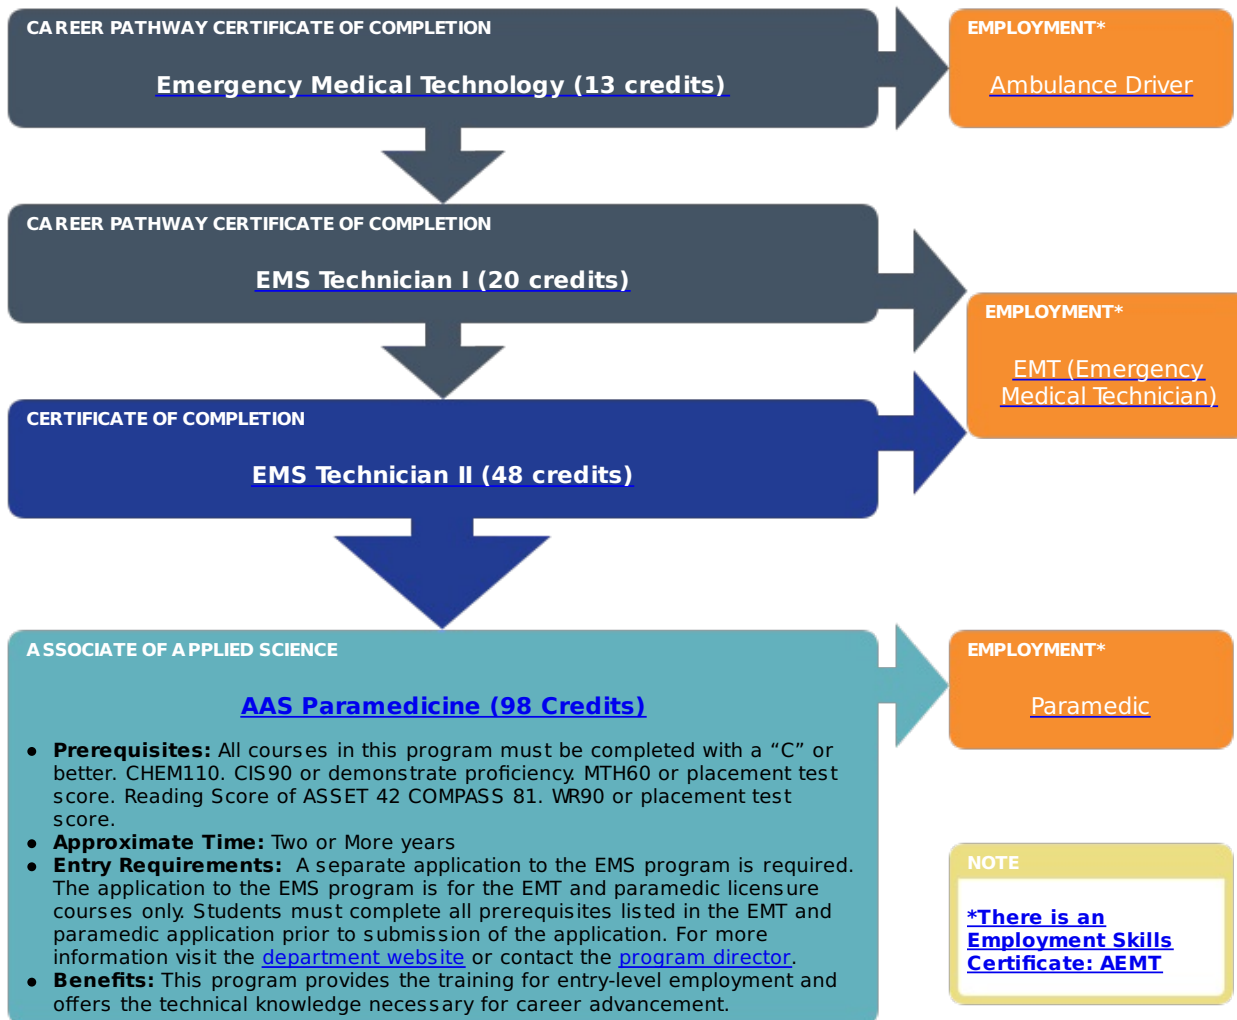 CAREER PATHWAY CERTIFICATE OF COMPLETION
Emergency Medical Technology (13 credits)
EMPLOYMENT*
Ambulance Driver
CAREER PATHWAY CERTIFICATE OF COMPLETION
EMS Technician I (20 credits)
EMPLOYMENT*
EMT (Emergency
Medical Technician)
CERTIFICATE OF COMPLETION
EMS Technician II (48 credits)
ASSOCIATE OF APPLIED SCIENCE
AAS Paramedicine (98 Credits)
● Prerequisites: All courses in this program must be completed with a “C” or
better. CHEM110. CIS90 or demonstrate proficiency. MTH60 or placement test
score. Reading Score of ASSET 42 COMPASS 81. WR90 or placement test
score.
● Approximate Time: Two or More years
● Entry Requirements: A separate application to the EMS program is required.
The application to the EMS program is for the EMT and paramedic licensure
courses only. Students must complete all prerequisites listed in the EMT and
paramedic application prior to submission of the application. For more
information visit the department website or contact the program director.
● Benefits: This program provides the training for entry-level employment and
offers the technical knowledge necessary for career advancement.
EMPLOYMENT*
Paramedic
NOTE
*There is an
Employment Skills
Certificate: AEMT